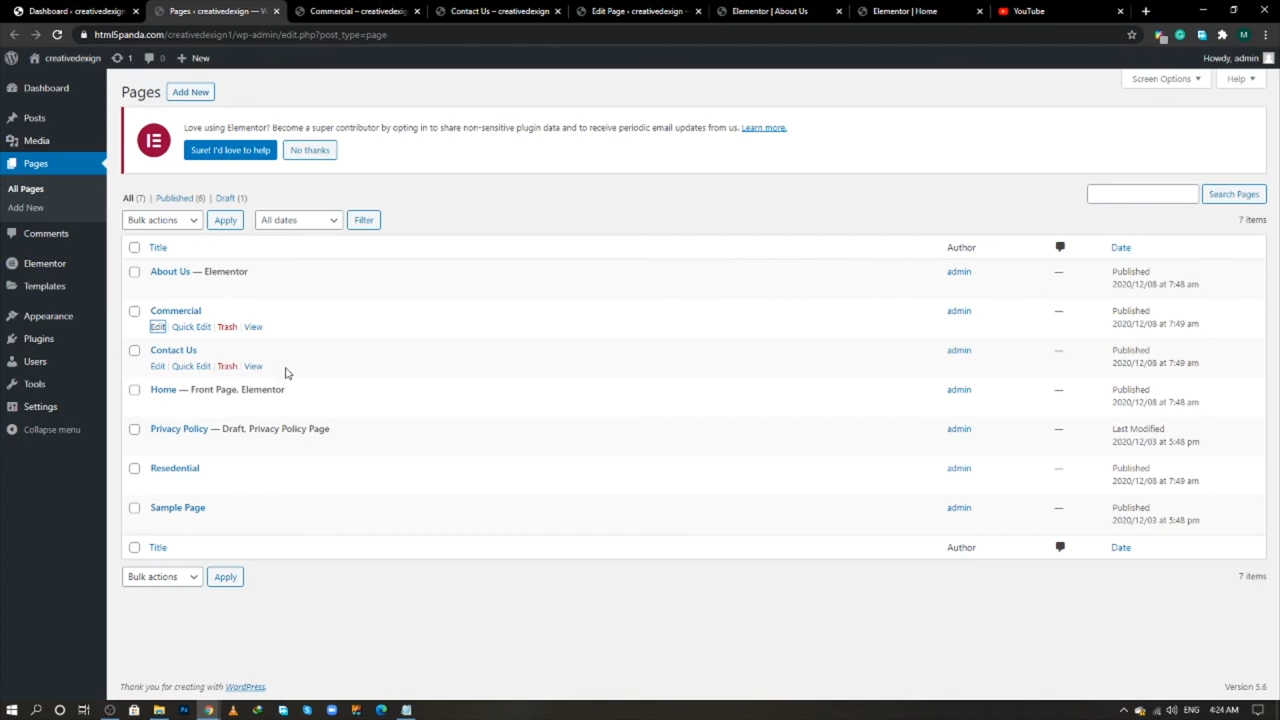 Dashboard ‹ creativedexign
Pages ‹ creativedexign — W
Commercial – creativedexig
Contact Us – creativedexign
Edit Page ‹ creativedexign
Elementor | About Us
Elementor | Home
YouTube
html5panda.com/creativedexign1/wp-admin/edit.php?post_type=page
M
creativedexign 1 0 New
Howdy, admin
Screen Options Help
Dashboard
Posts
Media
Pages
All Pages
Add New
Comments
Elementor
Templates
Appearance
Plugins
Users
Tools
Settings
Collapse menu
Pages Add New
Love using Elementor? Become a super contributor by opting in to share non-sensitive plugin data and to receive periodic email updates from us. Learn more.
Sure! I'd love to help No thanks
All (7) | Published (6) | Draft (1)
Search Pages
Bulk actions Apply All dates Filter
7 items
Title Author Date
About Us — Elementor admin — Published
2020/12/08 at 7:48 am
Commercial admin — Published
Edit | Quick Edit | Trash | View 2020/12/08 at 7:49 am
Contact Us admin — Published
Edit | Quick Edit | Trash | View 2020/12/08 at 7:49 am
Home — Front Page, Elementor admin — Published
2020/12/08 at 7:48 am
Privacy Policy — Draft, Privacy Policy Page admin — Last Modified
2020/12/03 at 5:48 pm
Resedential admin — Published
2020/12/08 at 7:49 am
Sample Page admin — Published
2020/12/03 at 5:48 pm
Title Author Date
Bulk actions Apply
7 items
Thank you for creating with WordPress.
Version 5.6
ENG 4:24 AM